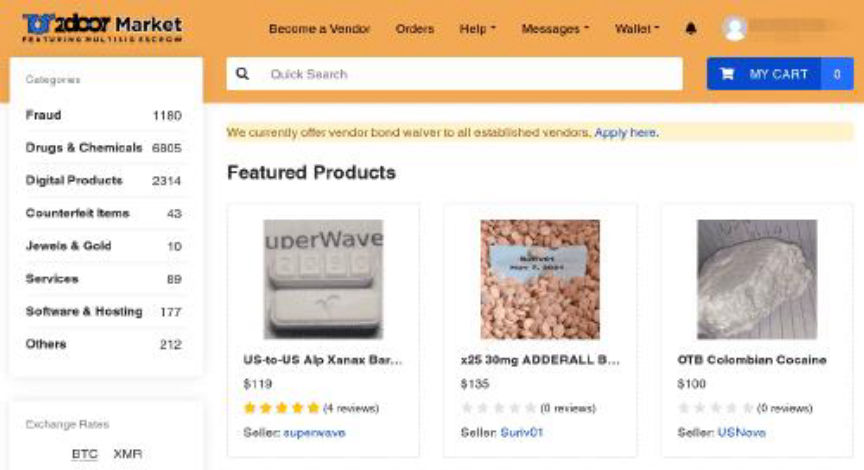 Tor2door Market
FEATURING MULTISIG ESCROW
Become a Vendor
Orders
Help
Messages
Wallet
Categories
Fraud 1180
Drugs & Chemicals 6805
Digital Products 2314
Counterfeit Items 43
Jewels & Gold 10
Services 89
Software & Hosting 177
Others 212
Exchange Rates
BTC XMR
Quick Search
MY CART 0
We currently offer vendor bond waiver to all established vendors, Apply here.
Featured Products
uperWave
US-to-US Alp Xanax Bar...
$119
(4 reviews)
Seller: superwave
Suriv01
May 7, 2021
x25 30mg ADDERALL B...
$135
(0 reviews)
Seller: Suriv01
OTB Colombian Cocaine
$100
(0 reviews)
Seller: USNova